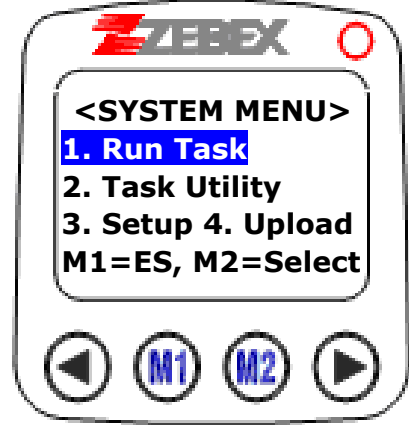 ZEBEX
<SYSTEM MENU>
1. Run Task
2. Task Utility
3. Setup 4. Upload
M1=ES, M2=Select
M1 M2